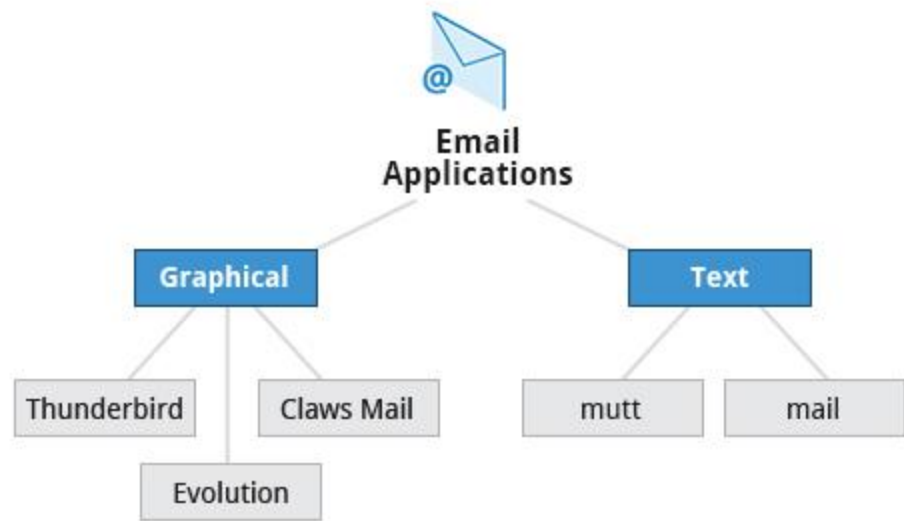 @
Email
Applications
Graphical
Text
Thunderbird
Claws Mail
mutt
mail
Evolution